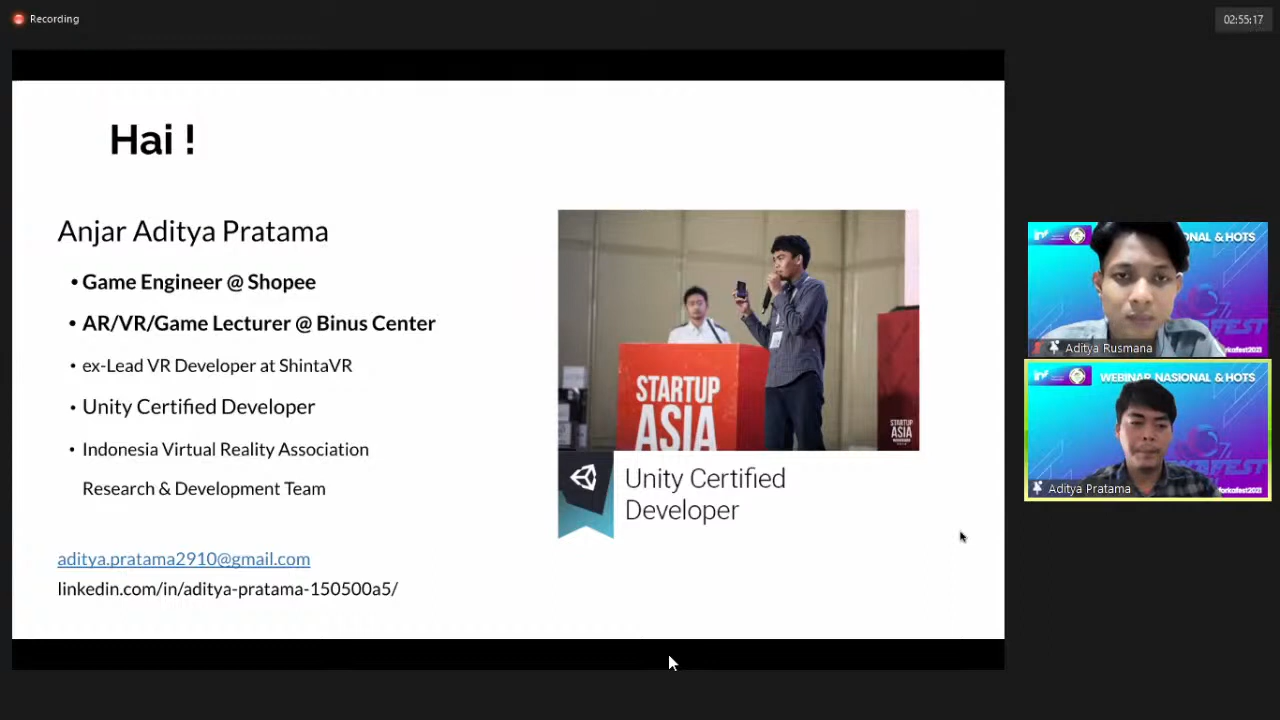 Recording
02:55:17
Hai !
Anjar Aditya Pratama
• Game Engineer @ Shopee
• AR/VR/Game Lecturer @ Binus Center
• ex-Lead VR Developer at ShintaVR
• Unity Certified Developer
• Indonesia Virtual Reality Association
Research & Development Team
aditya.pratama2910@gmail.com
linkedin.com/in/aditya-pratama-150500a5/
STARTUP
ASIA
STARTUP
ASIA
Unity Certified
Developer
ONAL & HOTS
Aditya Rusmana
WEBINAR NASIONAL & HOTS
forkafest2021
Aditya Pratama